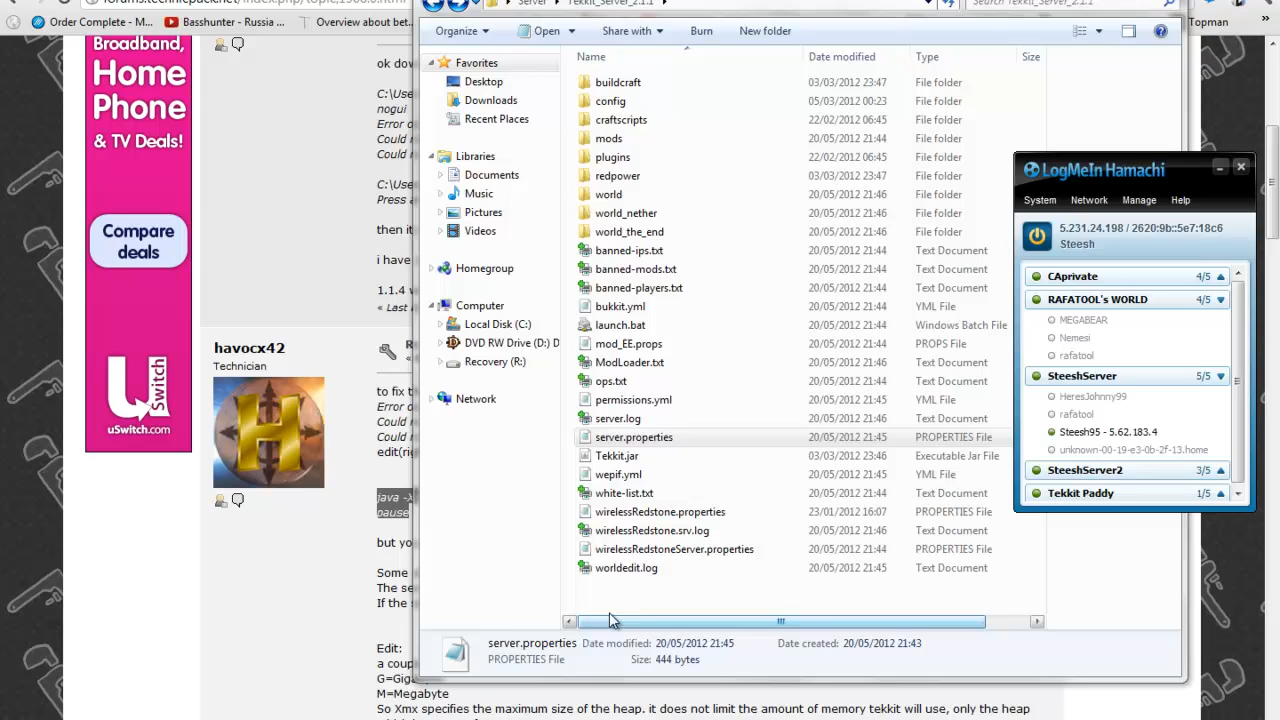 forums.technicpack.net/index.php/topic,1508.0.html
Server
Tekkit_Server_2.1.1
Search Tekkit_Server_2.1.1
Order Complete - M...
Basshunter - Russia ...
Overview about bet
Topman
»
Organize
Open
Share with
Burn
New folder
Broadband,
Home
Phone
& TV Deals!
Compare
deals
uSwitch
uSwitch.com
ok dow
C:\Use
nogui
Error o
Could n
Could n
C:\Use
Press a
then it
i have
1.1.4 w
« Last
havocx42
Technician
R
«
to fix t
Error o
Could n
edit(rig
java -X
pause
but yo
Some
The se
If the s
Edit:
a coup
G=Giga
M=Megabyte
So Xmx specifies the maximum size of the heap. it does not limit the amount of memory tekkit will use, only the heap
Favorites
Desktop
Downloads
Recent Places
Libraries
Documents
Music
Pictures
Videos
Homegroup
Computer
Local Disk (C:)
DVD RW Drive (D:) D
Recovery (R:)
Network
Name Date modified Type Size
buildcraft 03/03/2012 23:47 File folder
config 05/03/2012 00:23 File folder
craftscripts 22/02/2012 06:45 File folder
mods 20/05/2012 21:44 File folder
plugins 22/02/2012 06:45 File folder
redpower 03/03/2012 23:47 File folder
world 20/05/2012 21:46 File folder
world_nether 20/05/2012 21:46 File folder
world_the_end 20/05/2012 21:46 File folder
banned-ips.txt 20/05/2012 21:44 Text Document
banned-mods.txt 20/05/2012 21:44 Text Document
banned-players.txt 20/05/2012 21:44 Text Document
bukkit.yml 20/05/2012 21:44 YML File
launch.bat 20/05/2012 21:44 Windows Batch File
mod_EE.props 20/05/2012 21:44 PROPS File
ModLoader.txt 20/05/2012 21:44 Text Document
ops.txt 20/05/2012 21:44 Text Document
permissions.yml 20/05/2012 21:44 YML File
server.log 20/05/2012 21:46 Text Document
server.properties 20/05/2012 21:45 PROPERTIES File
Tekkit.jar 03/03/2012 23:46 Executable Jar File
wepif.yml 20/05/2012 21:45 YML File
white-list.txt 20/05/2012 21:44 Text Document
wirelessRedstone.properties 23/01/2012 16:07 PROPERTIES File
wirelessRedstone.srv.log 20/05/2012 21:46 Text Document
wirelessRedstoneServer.properties 20/05/2012 21:44 PROPERTIES File
worldedit.log 20/05/2012 21:45 Text Document
server.properties Date modified: 20/05/2012 21:45 Date created: 20/05/2012 21:43
PROPERTIES File Size: 444 bytes
LogMeIn Hamachi
System Network Manage Help
5.231.24.198 / 2620:9b::5e7:18c6
Steesh
CAprivate 4/5
RAFATOOL's WORLD 4/5
MEGABEAR
Nemesi
rafatool
SteeshServer 5/5
HeresJohnny99
rafatool
Steesh95 - 5.62.183.4
unknown-00-19-e3-0b-2f-13.home
SteeshServer2 3/5
Tekkit Paddy 1/5